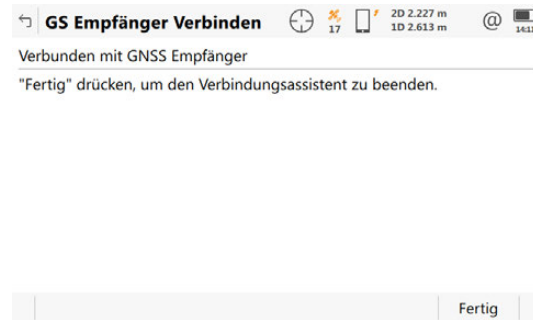 GS Empfänger Verbinden
17
2D 2.227 m
1D 2.613 m
@
Verbunden mit GNSS Empfänger
"Fertig" drücken, um den Verbindungsassistent zu beenden.
Fertig